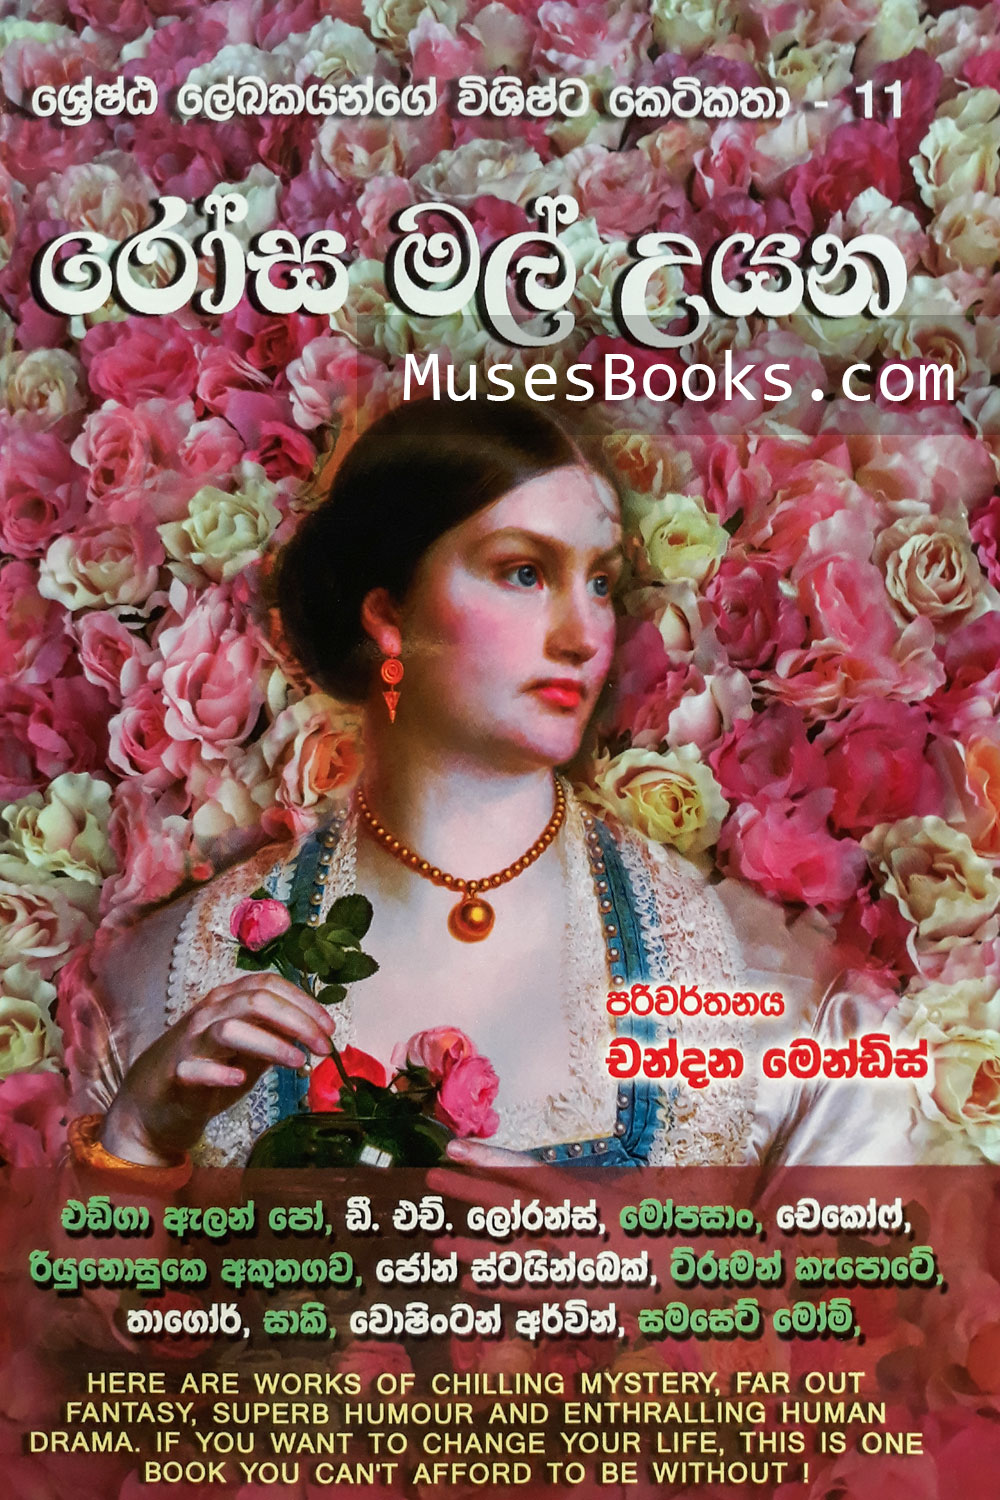 ශ්‍රේෂ්ඨ ලේඛකයන්ගේ විශිෂ්ට කෙටිකතා - 11
රෝස මල් උයන
MusesBooks.com
පරිවර්තනය
චන්දන මෙන්ඩිස්
එඩ්ගා ඇලන් පෝ, ඩී. එච්. ලෝරන්ස්, මෝපසාං, චෙකෝෆ්,
රියුනොසුකෙ අකුතගව, ජෝන් ස්ටයින්බෙක්, ට්රූමන් කැපොටේ,
තාගෝර්, සාකි, වොෂිංටන් අර්වින්, සමසෙට් මෝම්,
HERE ARE WORKS OF CHILLING MYSTERY, FAR OUT
FANTASY, SUPERB HUMOUR AND ENTHRALLING HUMAN
DRAMA. IF YOU WANT TO CHANGE YOUR LIFE, THIS IS ONE
BOOK YOU CAN'T AFFORD TO BE WITHOUT !